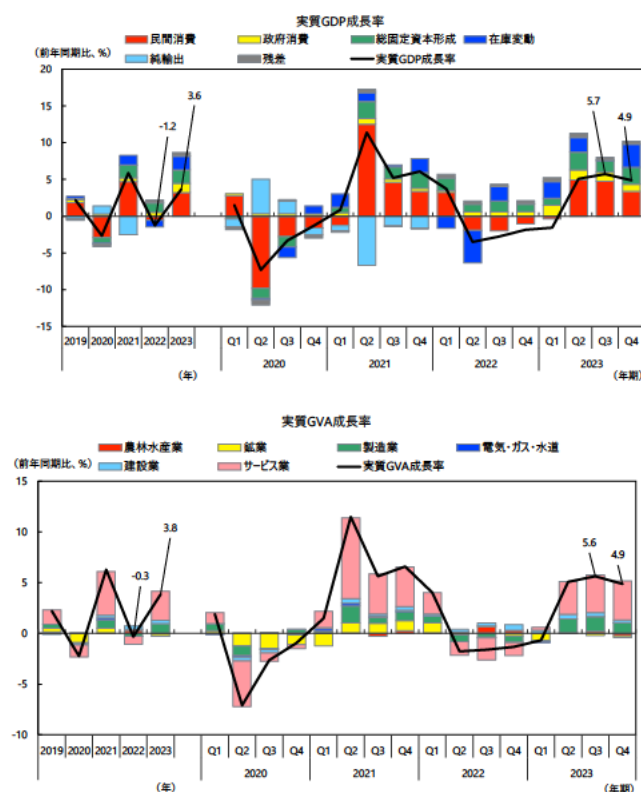 実質GDP成長率
(前年同期比、%)
民間消費 政府消費 総固定資本形成 在庫変動
純輸出 残差 実質GDP成長率
20
15
10
5
0
-5
-10
-15
-1.2
3.6
5.7
4.9
2019 2020 2021 2022 2023 Q1 Q2 Q3 Q4 Q1 Q2 Q3 Q4 Q1 Q2 Q3 Q4 Q1 Q2 Q3 Q4
2020 2021 2022 2023
(年) (年期)
実質GVA成長率
農林水産業 鉱業 製造業 電気・ガス・水道
(前年同期比、%) 建設業 サービス業 実質GVA成長率
15
10
5
0
-5
-10
-0.3
3.8
5.6
4.9
2019 2020 2021 2022 2023 Q1 Q2 Q3 Q4 Q1 Q2 Q3 Q4 Q1 Q2 Q3 Q4 Q1 Q2 Q3 Q4
2020 2021 2022 2023
(年) (年期)